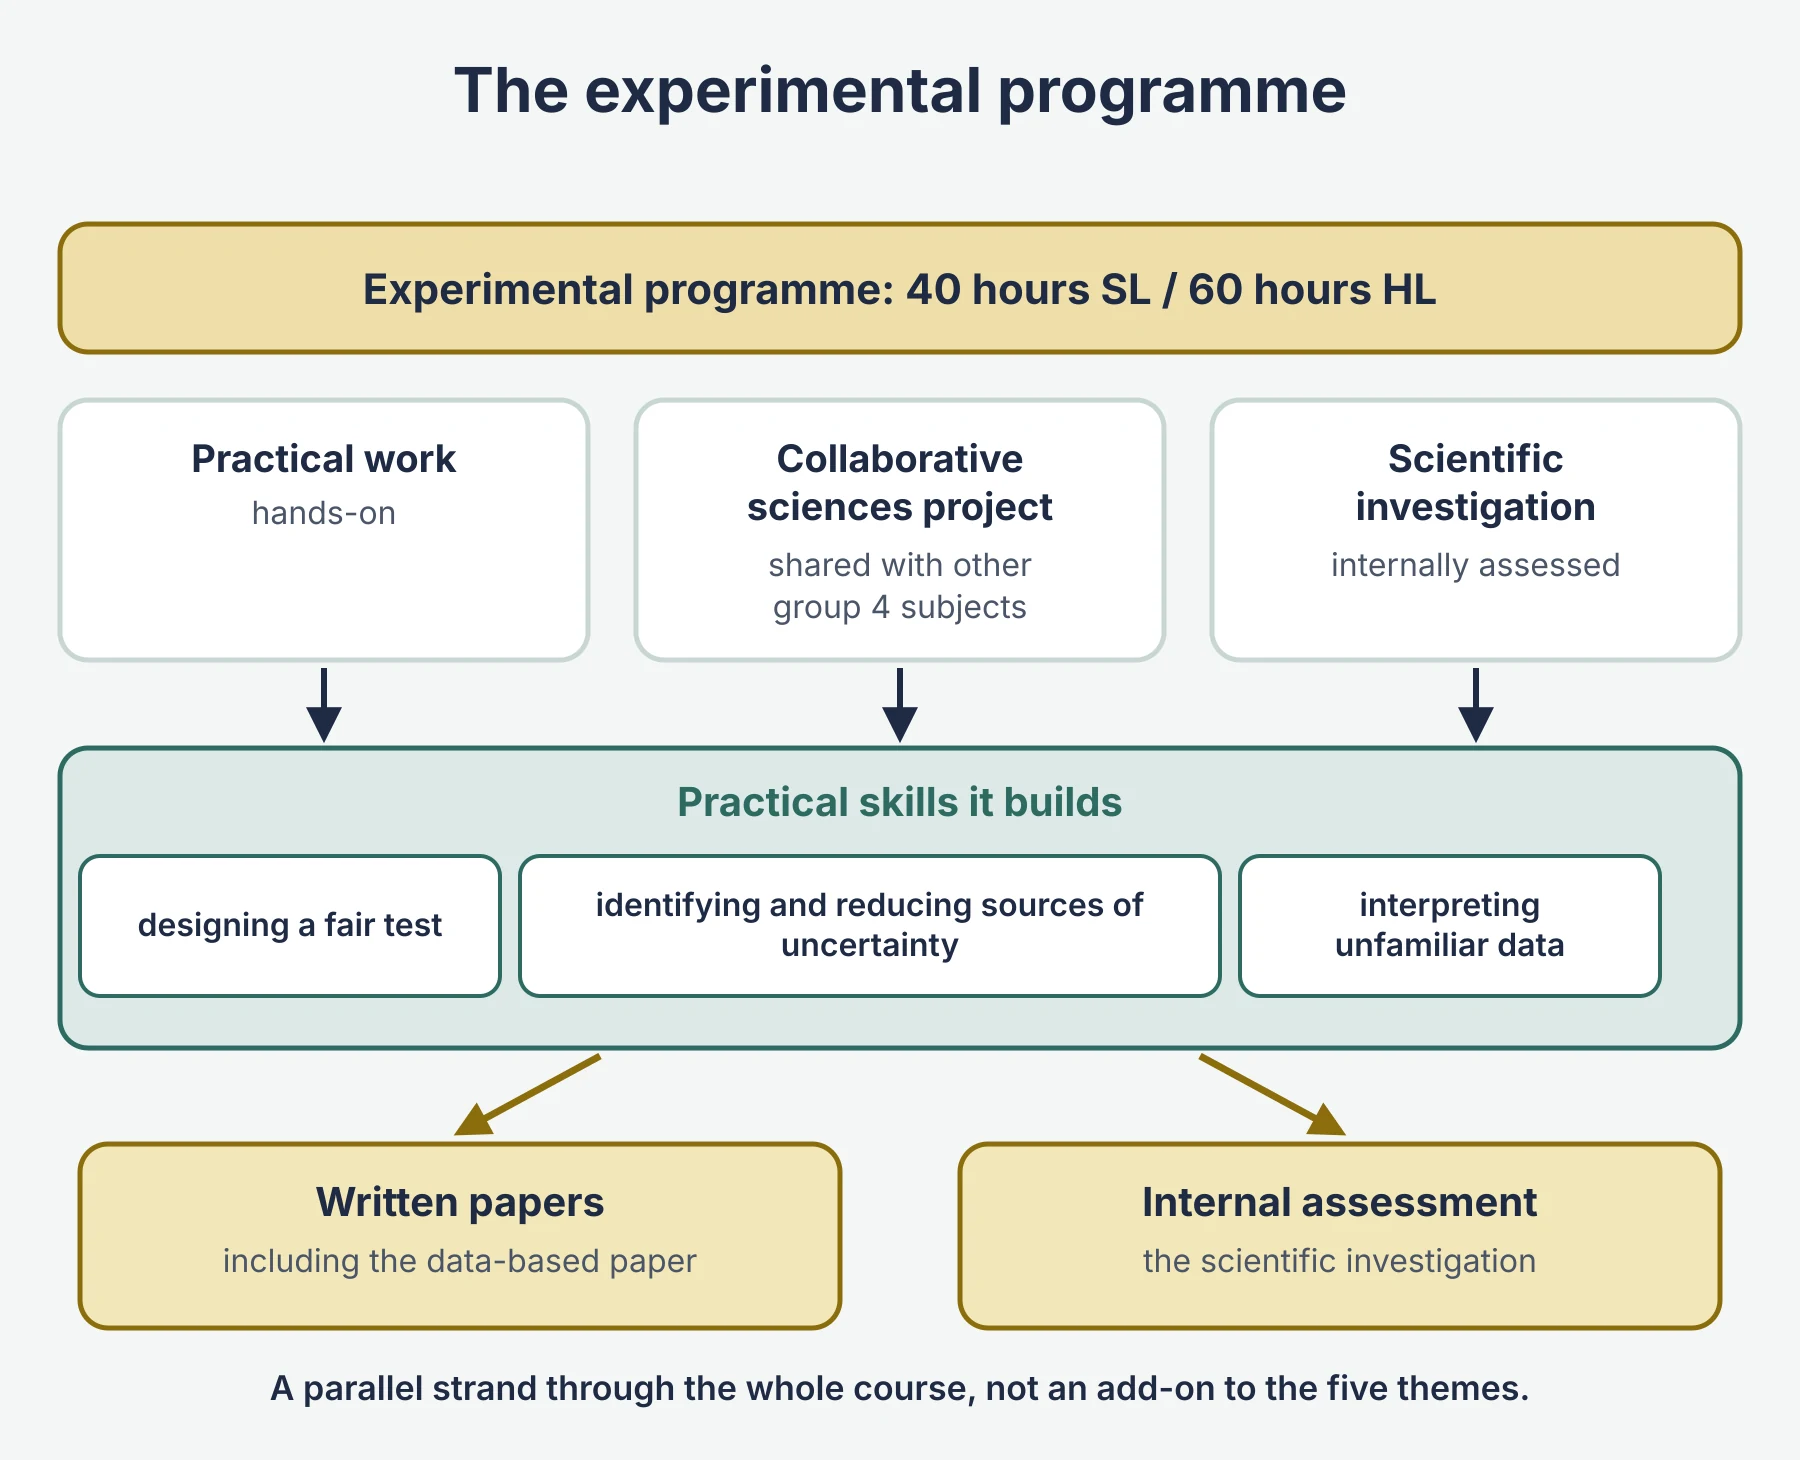 The experimental programme
Experimental programme: 40 hours SL / 60 hours HL
Practical work
hands-on
Collaborative
sciences project
shared with other
group 4 subjects
Scientific
investigation
internally assessed
Practical skills it builds
designing a fair test
identifying and reducing sources of
uncertainty
interpreting
unfamiliar data
Written papers
including the data-based paper
Internal assessment
the scientific investigation
A parallel strand through the whole course, not an add-on to the five themes.